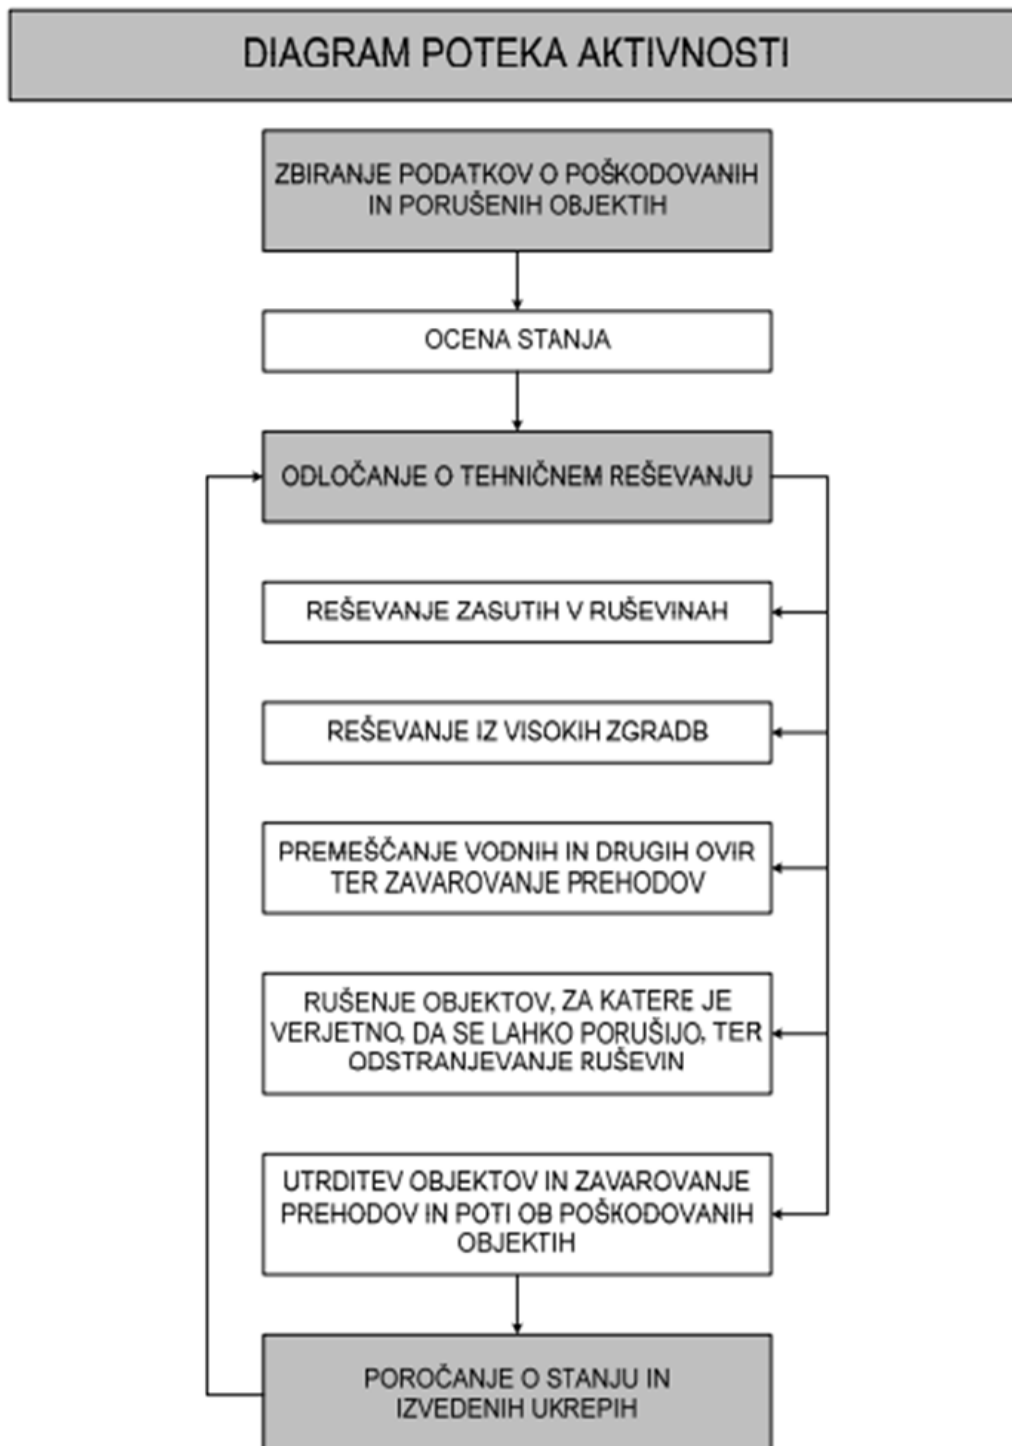 DIAGRAM POTEKA AKTIVNOSTI
ZBIRANJE PODATKOV O POŠKODOVANIH
IN PORUŠENIH OBJEKTIH
OCENA STANJA
ODLOČANJE O TEHNIČNEM REŠEVANJU
REŠEVANJE ZASUTIH V RUŠEVINAH
REŠEVANJE IZ VISOKIH ZGRADB
PREMEŠČANJE VODNIH IN DRUGIH OVIR
TER ZAVAROVANJE PREHODOV
RUŠENJE OBJEKTOV, ZA KATERE JE
VERJETNO, DA SE LAHKO PORUŠIJO, TER
ODSTRANJEVANJE RUŠEVIN
UTRDITEV OBJEKTOV IN ZAVAROVANJE
PREHODOV IN POTI OB POŠKODOVANIH
OBJEKTIH
POROČANJE O STANJU IN
IZVEDENIH UKREPIH